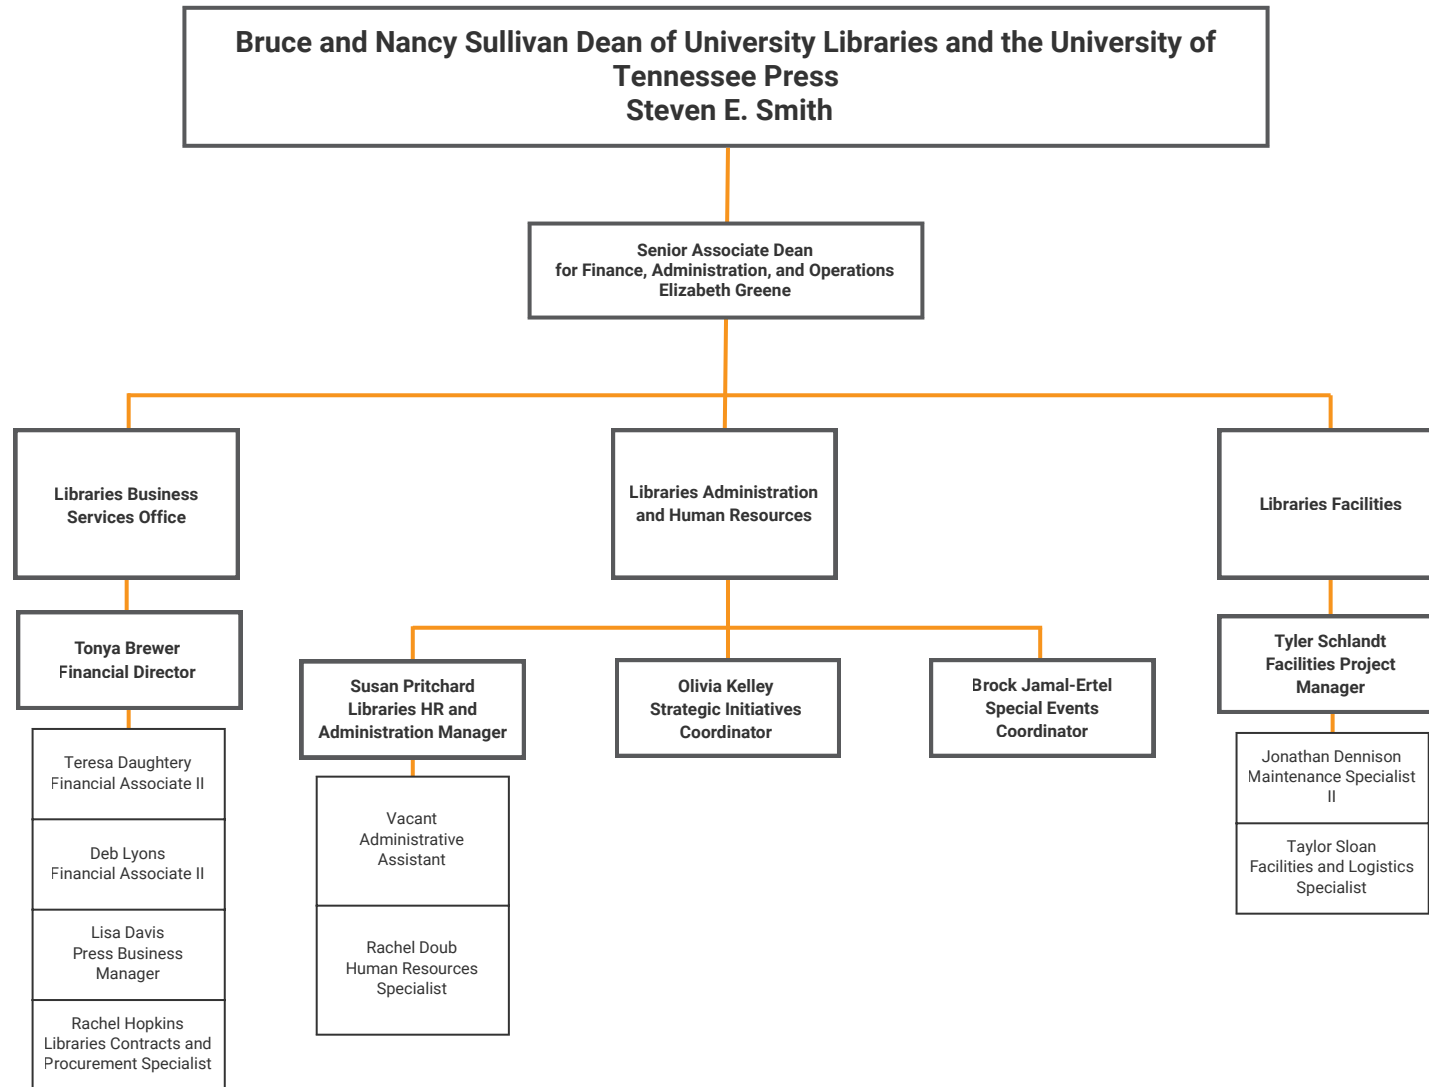 Bruce and Nancy Sullivan Dean of University Libraries and the University of
Tennessee Press
Steven E. Smith
Senior Associate Dean
for Finance, Administration, and Operations
Elizabeth Greene
Libraries Business
Services Office
Libraries Administration
and Human Resources
Libraries Facilities
Tonya Brewer
Financial Director
Susan Pritchard
Libraries HR and
Administration Manager
Olivia Kelley
Strategic Initiatives
Coordinator
Brock Jamal-Ertel
Special Events
Coordinator
Tyler Schlandt
Facilities Project
Manager
Teresa Daughtery
Financial Associate II
Deb Lyons
Financial Associate II
Lisa Davis
Press Business
Manager
Rachel Hopkins
Libraries Contracts and
Procurement Specialist
Vacant
Administrative
Assistant
Rachel Doub
Human Resources
Specialist
Jonathan Dennison
Maintenance Specialist
II
Taylor Sloan
Facilities and Logistics
Specialist